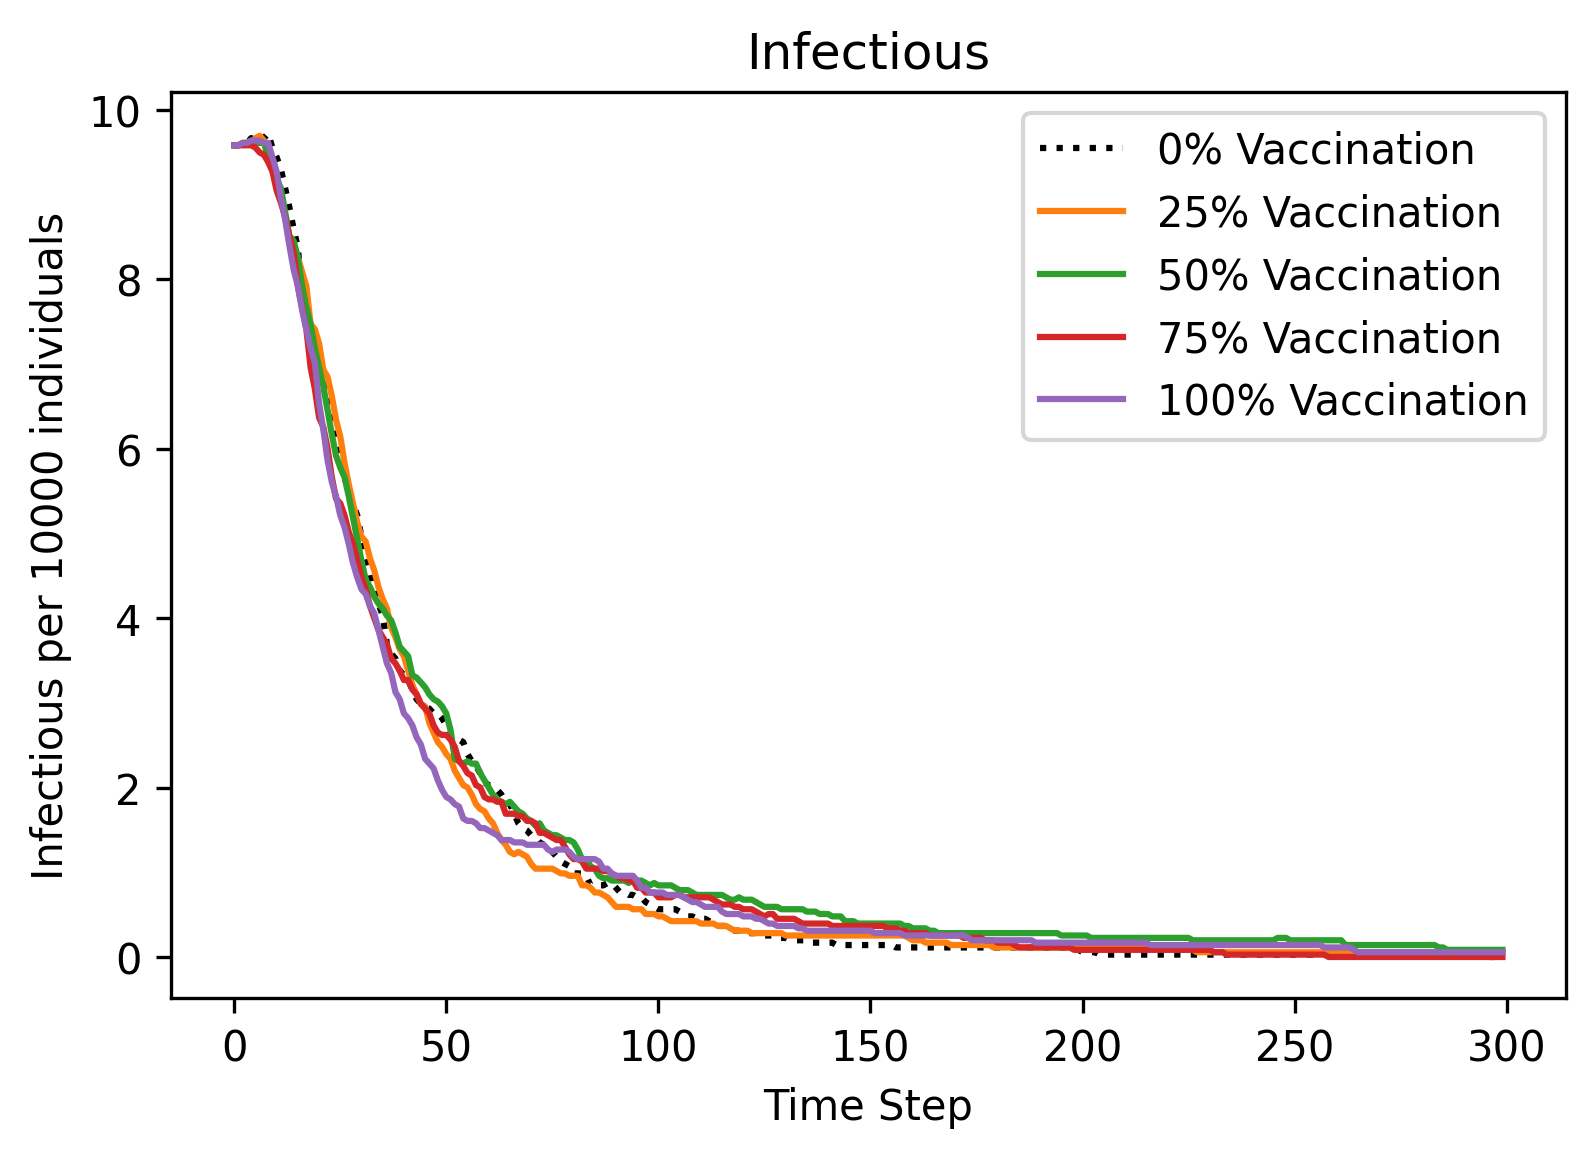 Infectious
Infectious per 10000 individuals
10
8
6
4
2
0
0% Vaccination
25% Vaccination
50% Vaccination
75% Vaccination
100% Vaccination
0 50 100 150 200 250 300
Time Step